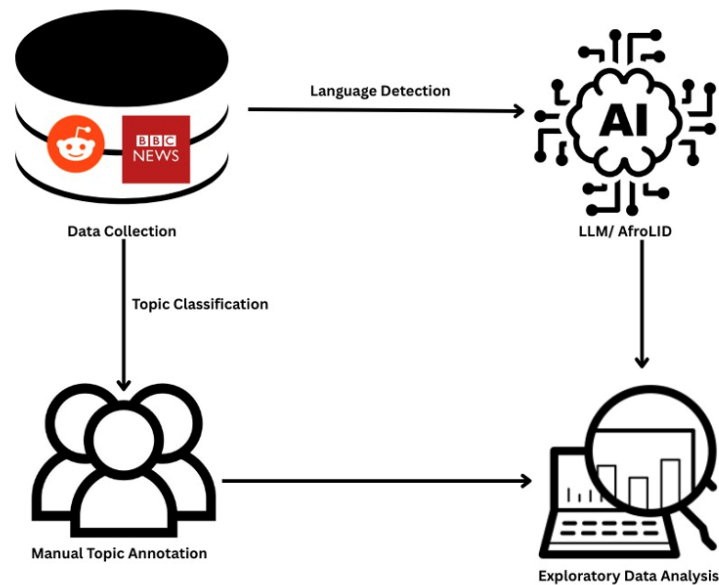 Language Detection
AI
BBC
NEWS
Data Collection
LLM/ AfroLID
Topic Classification
Manual Topic Annotation
Exploratory Data Analysis